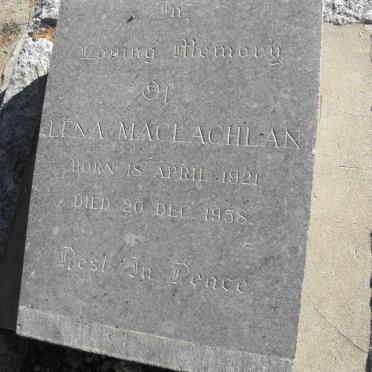 In
Loving Memory
Of
LENA MACLACHLAN
BORN 18 APRIL 1921
DIED 20 DEC. 1958
Rest In Peace